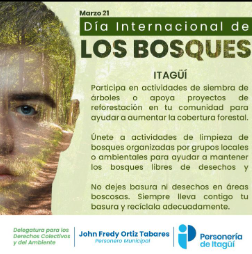 Marzo 21
Día Internacional de
LOS BOSQUES
ITAGÜÍ
Participa en actividades de siembra de
árboles o apoya proyectos de
reforestación en tu comunidad para
ayudar a aumentar la cobertura forestal.
Únete a actividades de limpieza de
bosques organizadas por grupos locales
o ambientales para ayudar a mantener
los bosques libres de desechos y
No dejes basura ni desechos en áreas
boscosas. Siempre lleva contigo tu
basura y recíclala adecuadamente.
Delegatura para los
Derechos Colectivos
y del Ambiente
John Fredy Ortiz Tabares
Personero Municipal
Personería
de Itagüí